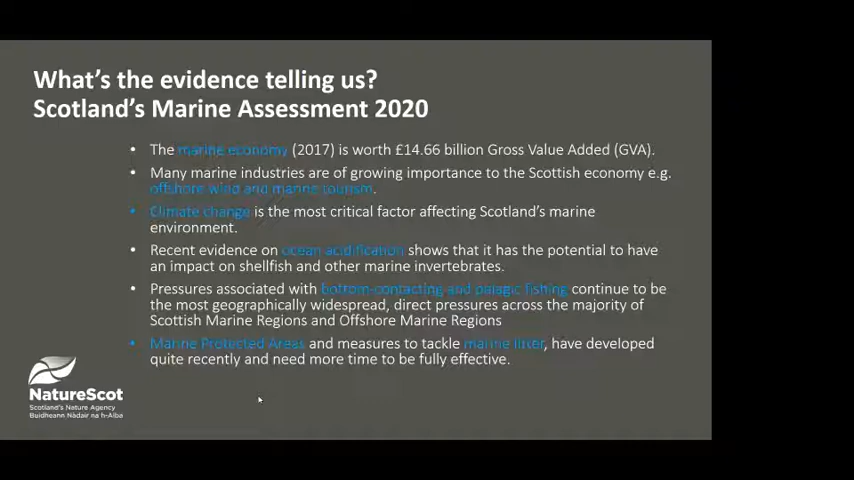 What's the evidence telling us?
Scotland's Marine Assessment 2020
• The marine economy (2017) is worth £14.66 billion Gross Value Added (GVA).
• Many marine industries are of growing importance to the Scottish economy e.g.
offshore wind and marine tourism.
• Climate change is the most critical factor affecting Scotland's marine
environment.
• Recent evidence on ocean acidification shows that it has the potential to have
an impact on shellfish and other marine invertebrates.
• Pressures associated with bottom-contacting and palagic fishing continue to be
the most geographically widespread, direct pressures across the majority of
Scottish Marine Regions and Offshore Marine Regions
• Marine Protected Areas and measures to tackle marine litter, have developed
quite recently and need more time to be fully effective.
NatureScot
Scotland's Nature Agency
Buidheann Nàdair na h-Alba